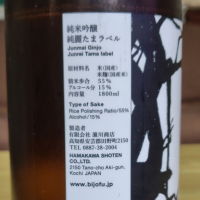 純米吟醸
純麗たまラベル
Junmai Ginjo
Junrei Tama label
原材料名 米(国産)
米麹(国産米)
精米歩合 55%
アルコール分 15%
内容量 1800ml
Type of Sake
Rice Polishing Ratio/55%
Alcohol/15%
製造者
有限会社 濵川商店
高知県安芸郡田野町2150
TEL 0887-38-2004
HAMAKAWA SHOTEN
CO.,LTD.
2150 Tano-cho Aki-gun,
Kochi JAPAN
http://www.bijofu.jp